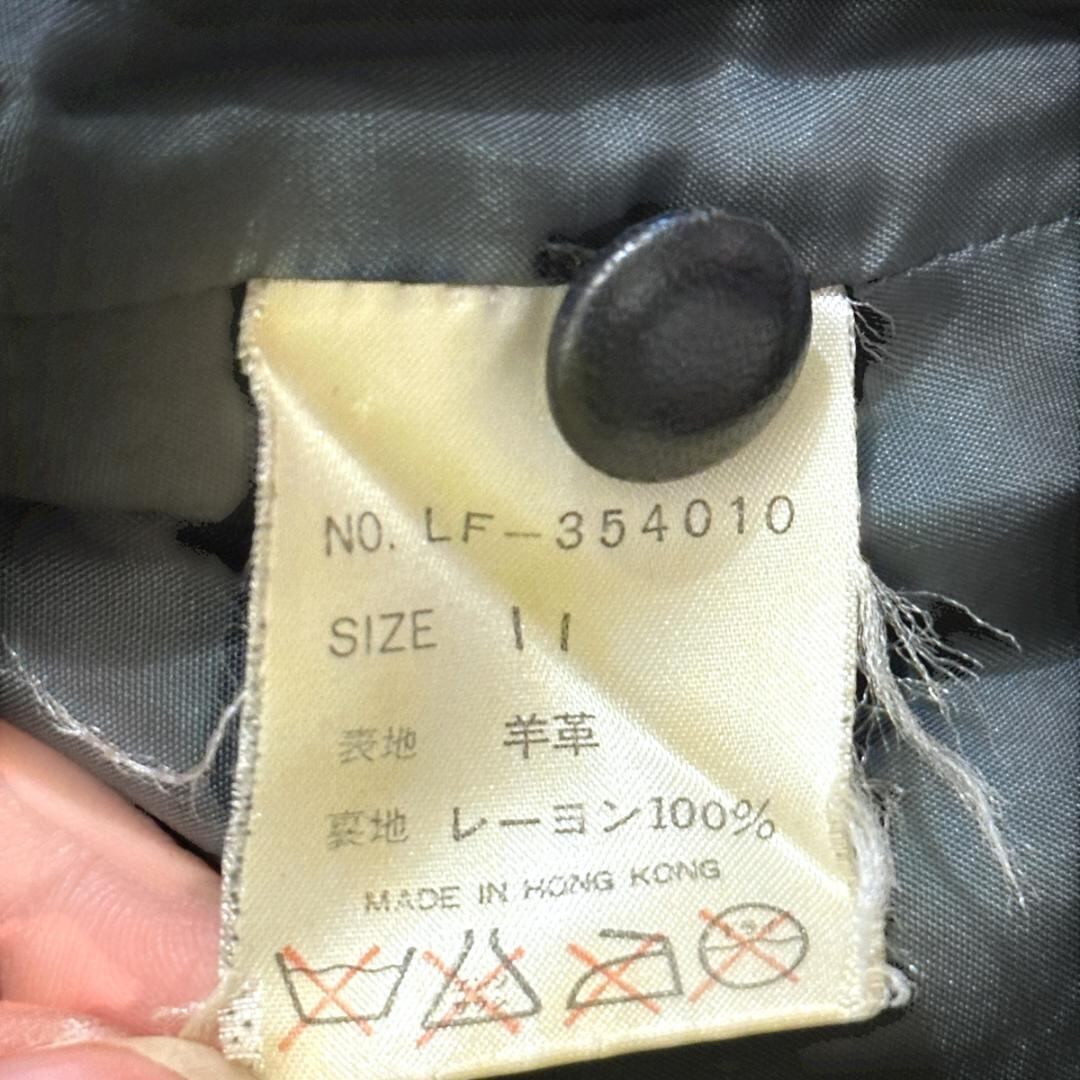 NO. LF-354010
SIZE 11
表地 羊革
裏地 レーヨン100%
MADE IN HONG KONG